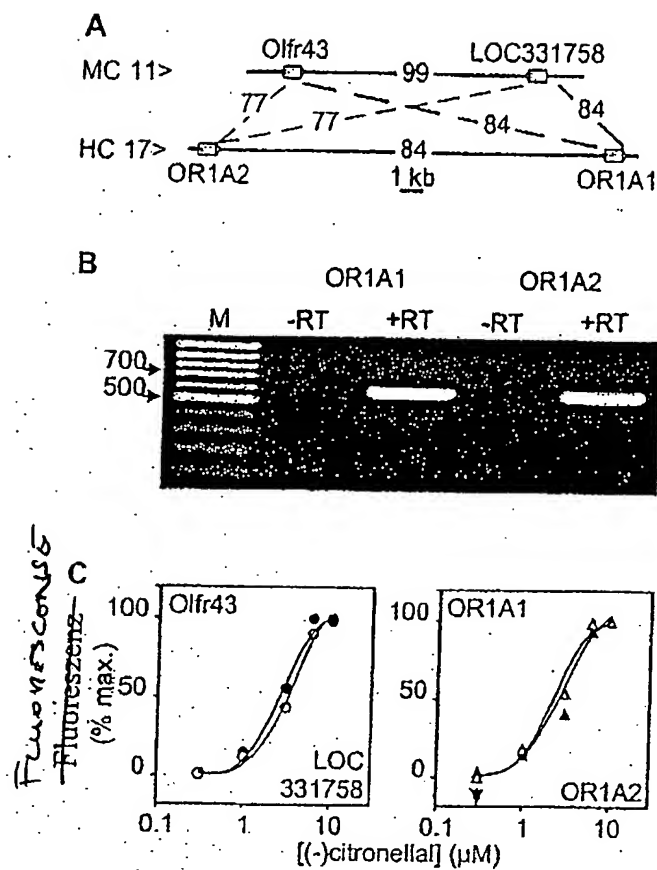 A
Olfr43 LOC331758
MC 11> 99
77 77 84 84
HC 17> 84
OR1A2 1 kb OR1A1
B
OR1A1 OR1A2
M -RT +RT -RT +RT
700
500
C
Fluoreszenz
(% max.)
Olfr43
100
50
0
LOC
331758
0.1 1 10
OR1A1
100
50
0
OR1A2
0.1 1 10
[(-)citronellal] (µM)